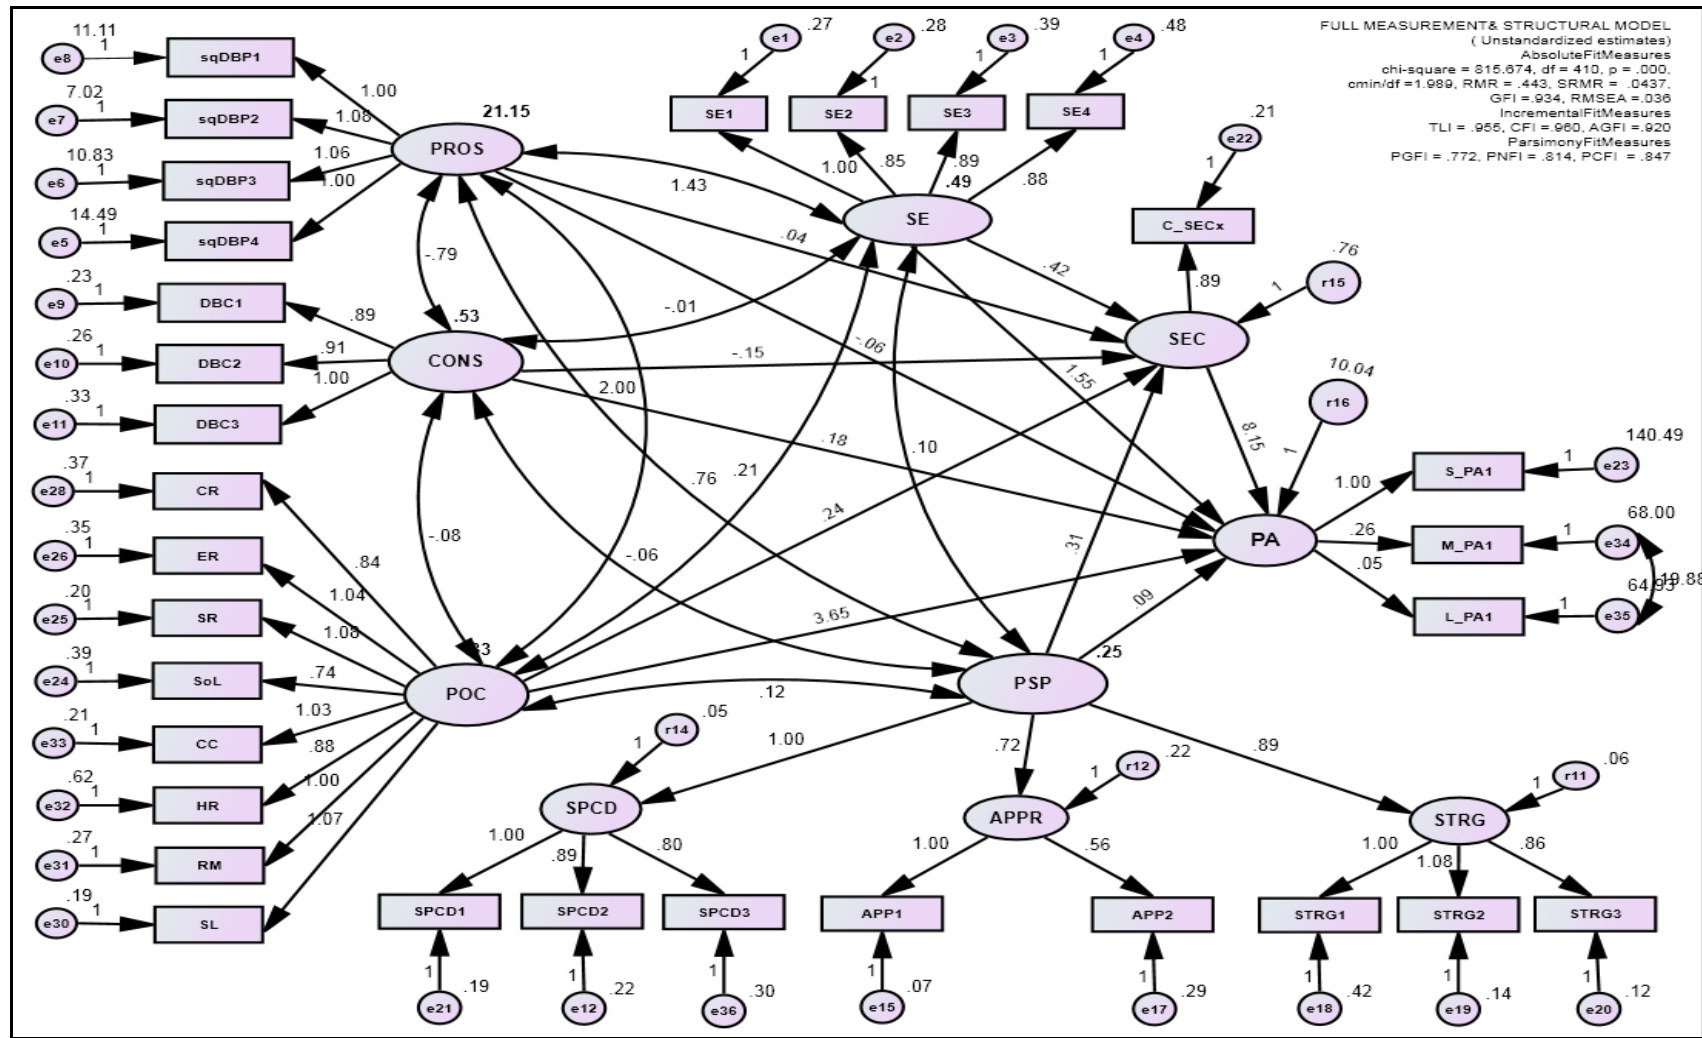 FULL MEASUREMENT& STRUCTURAL MODEL
( Unstandardized estimates)
AbsoluteFitMeasures
chi-square = 815.674, df = 410, p = .000,
cmin/df =1.989, RMR = .443, SRMR = .0437,
GFI =.934, RMSEA =.036
IncrementalFitMeasures
TLI = .955, CFI =.960, AGFI =.920
ParsimonyFitMeasures
PGFI = .772, PNFI = .814, PCFI = .847
11.11
e8 1 sqDBP1
1.00
7.02
e7 1 sqDBP2
1.08
10.83
e6 1 sqDBP3
1.06
14.49
e5 1 sqDBP4
1.00
21.15
PROS
.23
e9 1 DBC1
.89
.26
e10 1 DBC2
.91
.33
e11 1 DBC3
1.00
.53
CONS
.37
e28 1 CR
.84
.35
e26 1 ER
1.04
.20
e25 1 SR
1.08
.39
e24 1 SoL
.74
.21
e33 1 CC
1.03
.62
e32 1 HR
.88
.27
e31 1 RM
1.00
.19
e30 1 SL
1.07
POC
e1 .27
1
SE1
1.00
e2 .28
1
SE2
.85
e3 .39
1
SE3
.89
e4 .48
1
SE4
.88
.49
SE
1.43
-.79
-.01
2.00
-.08
.76
.21
.10
-.06
.12
.04
.42
-.15
.24
.31
-.06
1.55
.18
3.65
.09
8.15
e22 .21
1
C_SECx
.89
SEC
r15 .76
1
10.04
r16
1
PA
1.00
S_PA1 1 e23
140.49
.26
M_PA1 1 e34
68.00
.05
L_PA1 1 e35
.25
PSP
1.00
.72
.89
r14 .05
1
SPCD
r12 .22
1
APPR
r11 .06
1
STRG
1.00
.89
.80
1.00
.56
1.00
1.08
.86
SPCD1
SPCD2
SPCD3
APP1
APP2
STRG1
STRG2
STRG3
1
1
1
1
1
1
1
1
e21 .19
e12 .22
e36 .30
e15 .07
e17 .29
e18 .42
e19 .14
e20 .12